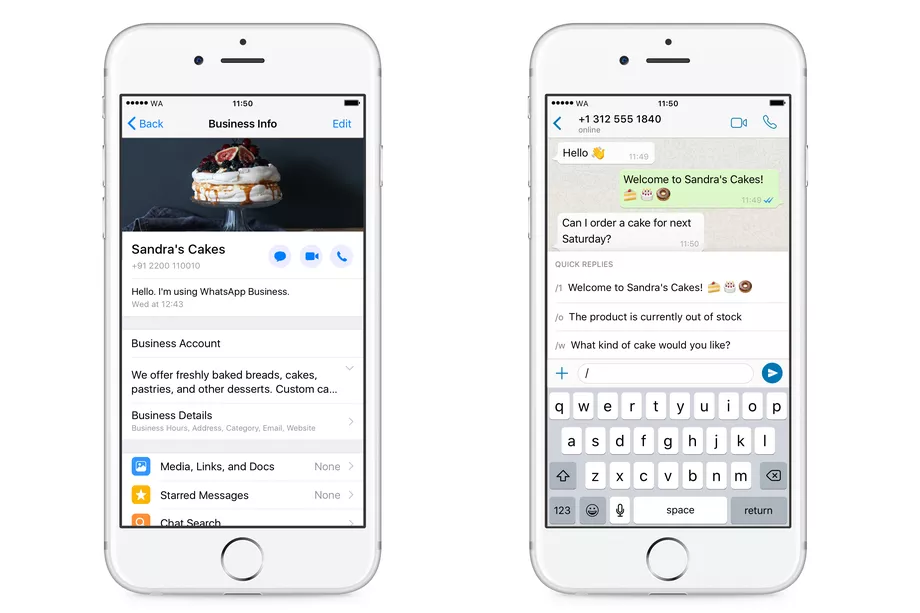 WA 11:50
Back Business Info Edit
Sandra's Cakes
+91 2200 110010
Hello. I'm using WhatsApp Business.
Wed at 12:43
Business Account
We offer freshly baked breads, cakes,
pastries, and other desserts. Custom ca...
Business Details
Business Hours, Address, Category, Email, Website
Media, Links, and Docs None
Starred Messages None
Chat Search
WA 11:50
+1 312 555 1840
online
Hello 👋 11:49
Welcome to Sandra's Cakes!
🍰 🎂 🍩 11:49
Can I order a cake for next
Saturday? 11:50
QUICK REPLIES
/1 Welcome to Sandra's Cakes! 🍰 🎂 🍩
/o The product is currently out of stock
/w What kind of cake would you like?
/
q w e r t y u i o p
a s d f g h j k l
z x c v b n m
123 space return